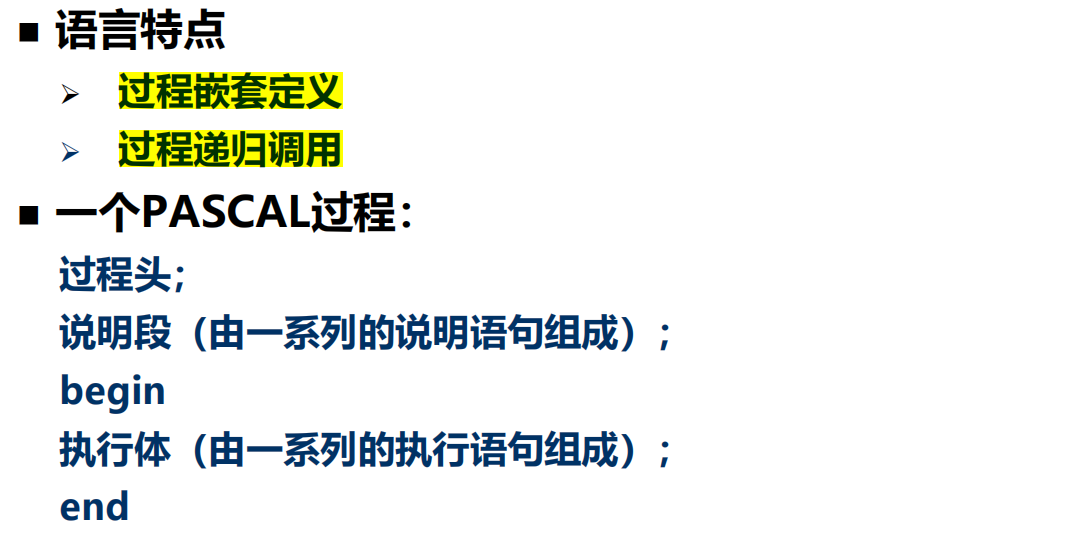 ■ 语言特点
➢ 过程嵌套定义
➢ 过程递归调用
■ 一个PASCAL过程：
过程头；
说明段（由一系列的说明语句组成）；
begin
执行体（由一系列的执行语句组成）；
end